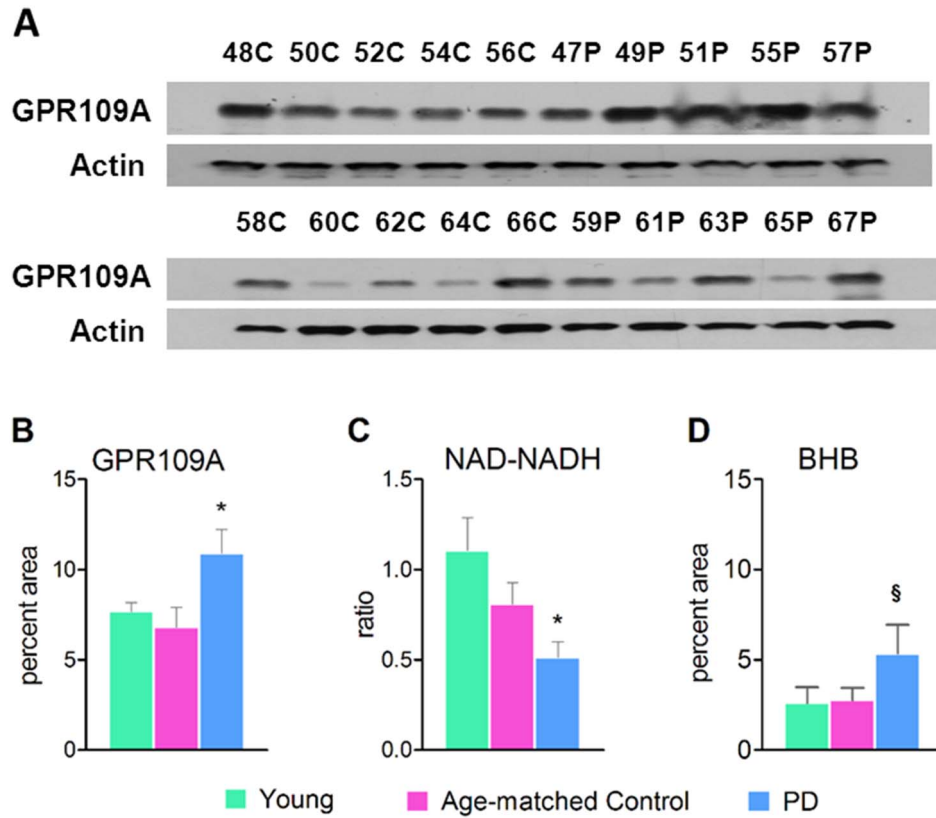 A
48C 50C 52C 54C 56C 47P 49P 51P 55P 57P
GPR109A
Actin
58C 60C 62C 64C 66C 59P 61P 63P 65P 67P
GPR109A
Actin
B
GPR109A
percent area
15
10
5
0
*
C
NAD-NADH
ratio
1.5
1.0
0.5
0.0
*
D
BHB
percent area
15
10
5
0
§
Young
Age-matched Control
PD